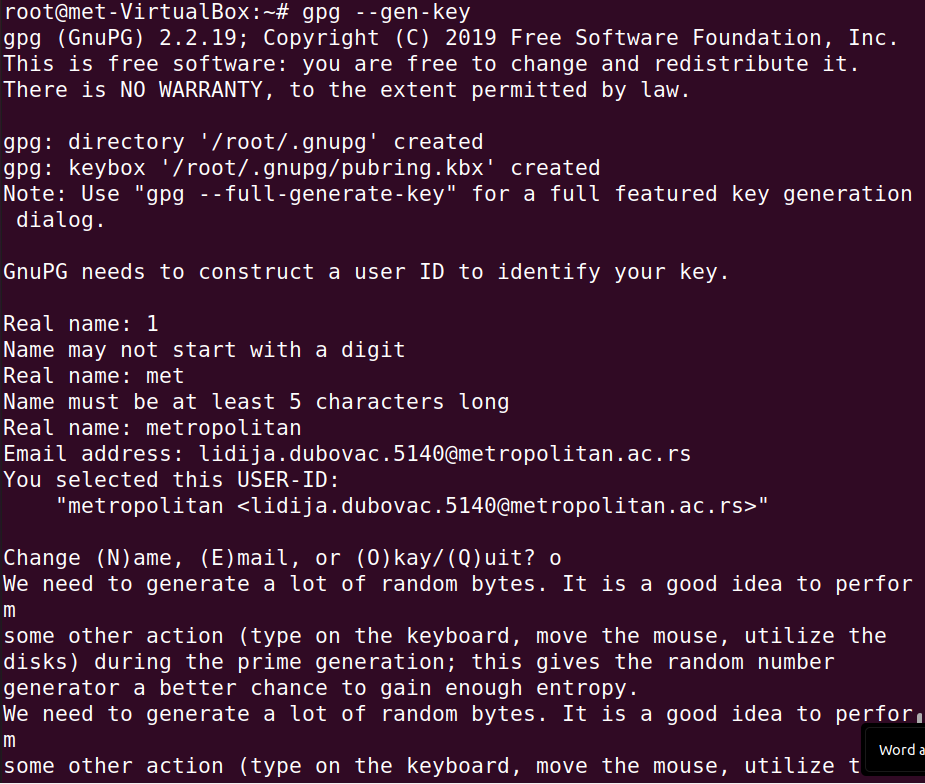 root@met-VirtualBox:~# gpg --gen-key
gpg (GnuPG) 2.2.19; Copyright (C) 2019 Free Software Foundation, Inc.
This is free software: you are free to change and redistribute it.
There is NO WARRANTY, to the extent permitted by law.

gpg: directory '/root/.gnupg' created
gpg: keybox '/root/.gnupg/pubring.kbx' created
Note: Use "gpg --full-generate-key" for a full featured key generation
 dialog.

GnuPG needs to construct a user ID to identify your key.

Real name: 1
Name may not start with a digit
Real name: met
Name must be at least 5 characters long
Real name: metropolitan
Email address: lidija.dubovac.5140@metropolitan.ac.rs
You selected this USER-ID:
    "metropolitan <lidija.dubovac.5140@metropolitan.ac.rs>"

Change (N)ame, (E)mail, or (O)kay/(Q)uit? o
We need to generate a lot of random bytes. It is a good idea to perfor
m
some other action (type on the keyboard, move the mouse, utilize the
disks) during the prime generation; this gives the random number
generator a better chance to gain enough entropy.
We need to generate a lot of random bytes. It is a good idea to perfor
m
some other action (type on the keyboard, move the mouse, utilize t
Word a